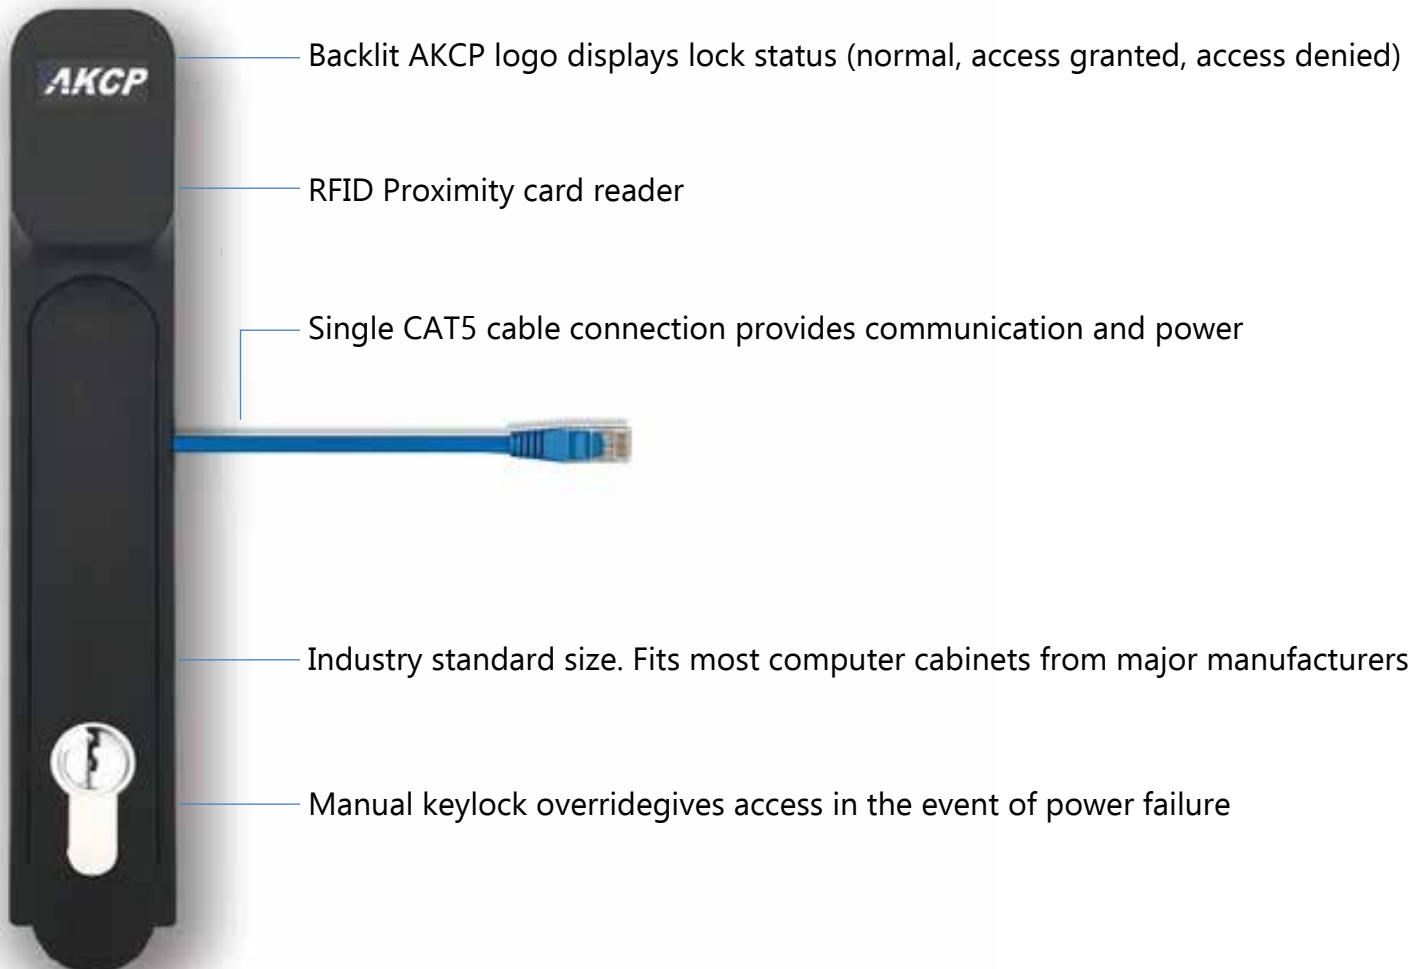 AKCP
Backlit AKCP logo displays lock status (normal, access granted, access denied)
RFID Proximity card reader
Single CAT5 cable connection provides communication and power
Industry standard size. Fits most computer cabinets from major manufacturers
Manual keylock overridegives access in the event of power failure